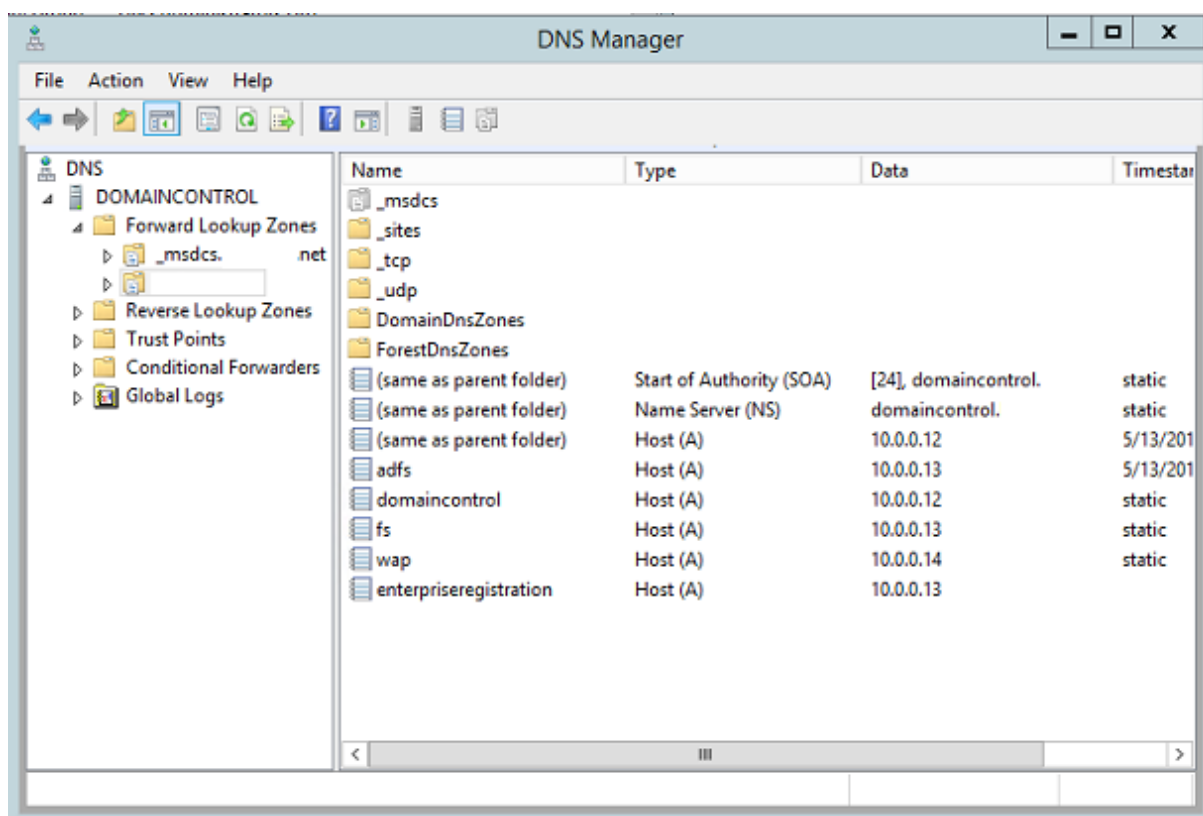 DNS Manager
File Action View Help
DNS
DOMAINCONTROL
Forward Lookup Zones
_msdcs. .net
Reverse Lookup Zones
Trust Points
Conditional Forwarders
Global Logs
Name Type Data Timestar
_msdcs
_sites
_tcp
_udp
DomainDnsZones
ForestDnsZones
(same as parent folder) Start of Authority (SOA) [24], domaincontrol. static
(same as parent folder) Name Server (NS) domaincontrol. static
(same as parent folder) Host (A) 10.0.0.12 5/13/201
adfs Host (A) 10.0.0.13 5/13/201
domaincontrol Host (A) 10.0.0.12 static
fs Host (A) 10.0.0.13 static
wap Host (A) 10.0.0.14 static
enterpriseregistration Host (A) 10.0.0.13